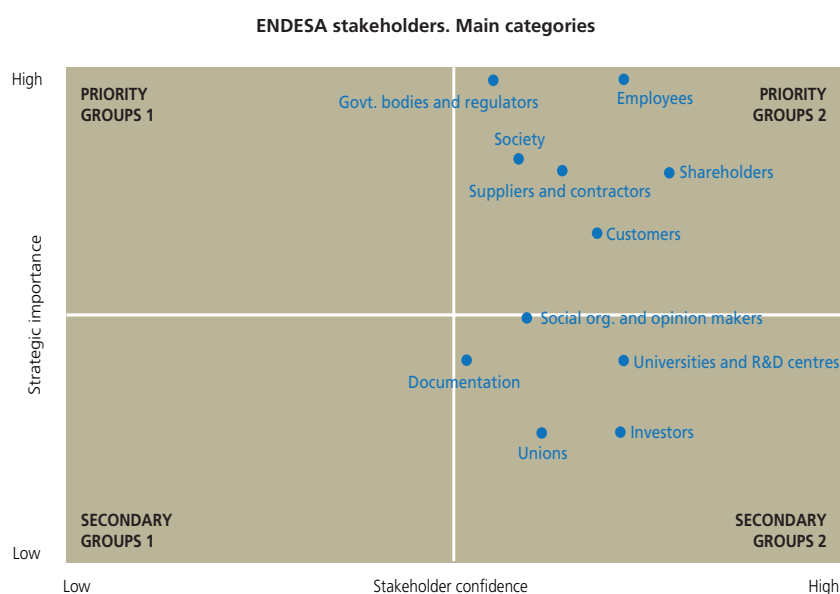 ENDESA stakeholders. Main categories
High
PRIORITY
GROUPS 1
PRIORITY
GROUPS 2
Govt. bodies and regulators
Employees
Society
Suppliers and contractors
Shareholders
Customers
Strategic importance
Social org. and opinion makers
Universities and R&D centres
Documentation
Investors
Unions
SECONDARY
GROUPS 1
SECONDARY
GROUPS 2
Low
Low
Stakeholder confidence
High